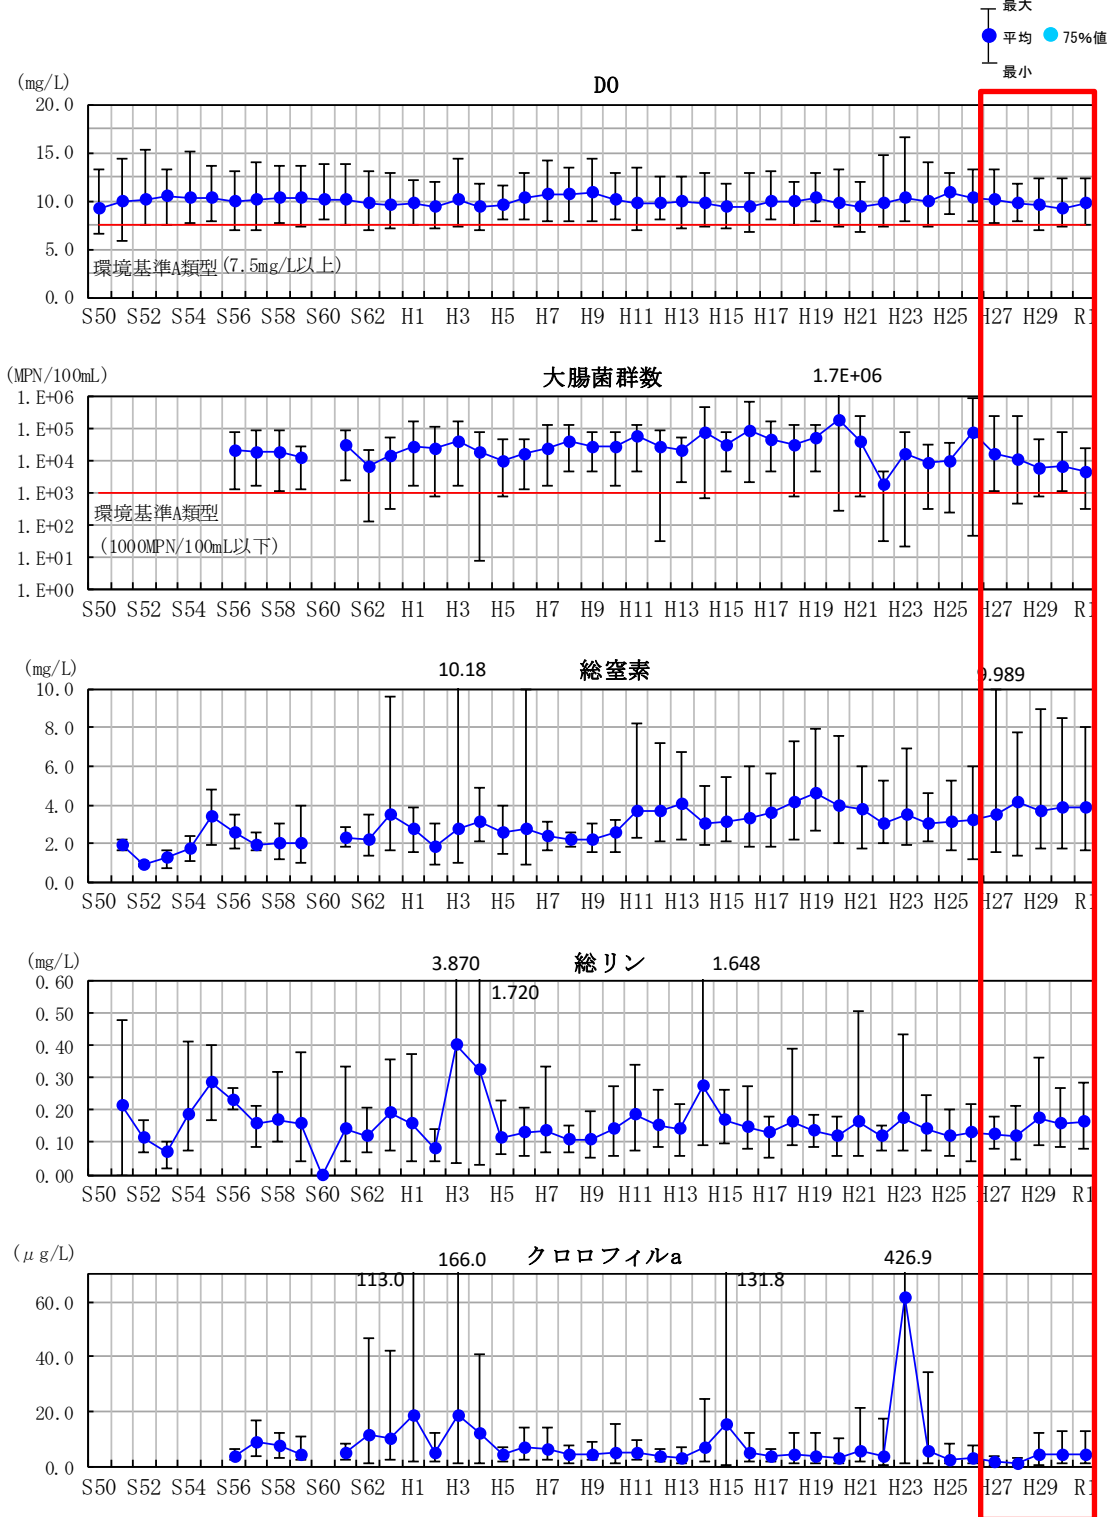 最大
平均 75%値
最小
(mg/L)
DO
20.0
15.0
10.0
5.0
0.0
環境基準A類型(7.5mg/L以上)
S50 S52 S54 S56 S58 S60 S62 H1 H3 H5 H7 H9 H11 H13 H15 H17 H19 H21 H23 H25 H27 H29 R1
(MPN/100mL)
大腸菌群数
1.7E+06
1.E+06
1.E+05
1.E+04
1.E+03
1.E+02
1.E+01
1.E+00
環境基準A類型
(1000MPN/100mL以下)
S50 S52 S54 S56 S58 S60 S62 H1 H3 H5 H7 H9 H11 H13 H15 H17 H19 H21 H23 H25 H27 H29 R1
(mg/L)
10.18
総窒素
9.989
10.0
8.0
6.0
4.0
2.0
0.0
S50 S52 S54 S56 S58 S60 S62 H1 H3 H5 H7 H9 H11 H13 H15 H17 H19 H21 H23 H25 H27 H29 R1
(mg/L)
3.870
総リン
1.648
1.720
0.60
0.50
0.40
0.30
0.20
0.10
0.00
S50 S52 S54 S56 S58 S60 S62 H1 H3 H5 H7 H9 H11 H13 H15 H17 H19 H21 H23 H25 H27 H29 R1
(μg/L)
クロロフィルa
166.0
426.9
113.0
131.8
60.0
40.0
20.0
0.0
S50 S52 S54 S56 S58 S60 S62 H1 H3 H5 H7 H9 H11 H13 H15 H17 H19 H21 H23 H25 H27 H29 R1